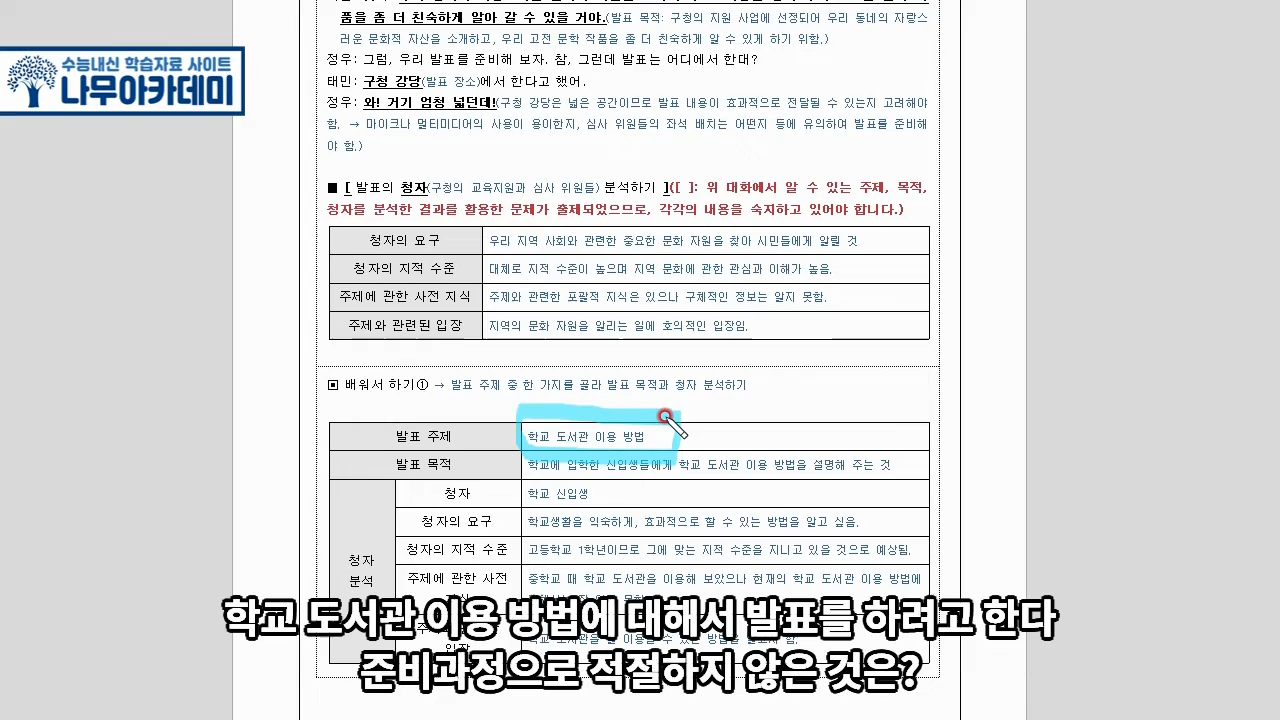 품을 좀 더 친숙하게 알아 갈 수 있을 거야.(발표 목적: 구청의 지원 사업에 선정되어 우리 동네의 자랑스
러운 문화적 자산을 소개하고, 우리 고전 문학 작품을 좀 더 친숙하게 알 수 있게 하기 위함.)
정우: 그럼, 우리 발표를 준비해 보자. 참, 그런데 발표는 어디에서 한대?
태민: 구청 강당(발표 장소)에서 한다고 했어.
정우: 와! 거기 엄청 넓던데!(구청 강당은 넓은 공간이므로 발표 내용이 효과적으로 전달될 수 있는지 고려해야
함. → 마이크나 멀티미디어의 사용이 용이한지, 심사 위원들의 좌석 배치는 어떤지 등에 유의하여 발표를 준비해
야 함.)
수능내신 학습자료 사이트
나무아카데미
■ [ 발표의 청자(구청의 교육지원과 심사 위원들) 분석하기 ]([ ]: 위 대화에서 알 수 있는 주제, 목적,
청자를 분석한 결과를 활용한 문제가 출제되었으므로, 각각의 내용을 숙지하고 있어야 합니다.)
청자의 요구 우리 지역 사회와 관련한 중요한 문화 자원을 찾아 시민들에게 알릴 것
청자의 지적 수준 대체로 지적 수준이 높으며 지역 문화에 관한 관심과 이해가 높음.
주제에 관한 사전 지식 주제와 관련한 포괄적 지식은 있으나 구체적인 정보는 알지 못함.
주제와 관련된 입장 지역의 문화 자원을 알리는 일에 호의적인 입장임.
▣ 배워서 하기① → 발표 주제 중 한 가지를 골라 발표 목적과 청자 분석하기
발표 주제 학교 도서관 이용 방법
발표 목적 학교에 입학한 신입생들에게 학교 도서관 이용 방법을 설명해 주는 것
청자 학교 신입생
청자의 요구 학교생활을 익숙하게, 효과적으로 할 수 있는 방법을 알고 싶음.
청자의 지적 수준 고등학교 1학년이므로 그에 맞는 지적 수준을 지니고 있을 것으로 예상됨.
청자
분석
주제에 관한 사전 중학교 때 학교 도서관을 이용해 보았으나 현재의 학교 도서관 이용 방법에
학교 도서관 이용 방법에 대해서 발표를 하려고 한다
준비과정으로 적절하지 않은 것은?